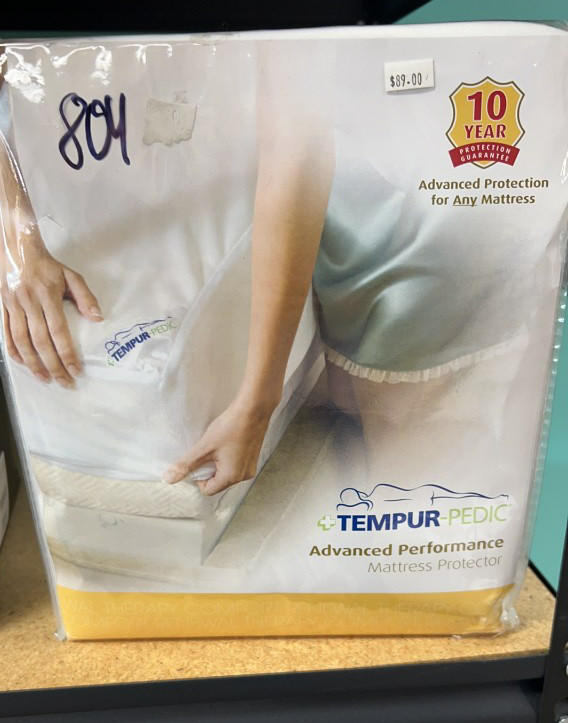 $89.00
804
10
YEAR
PROTECTION
GUARANTEE
Advanced Protection
for Any Mattress
TEMPUR-PEDIC
TEMPUR-PEDIC
Advanced Performance
Mattress Protector